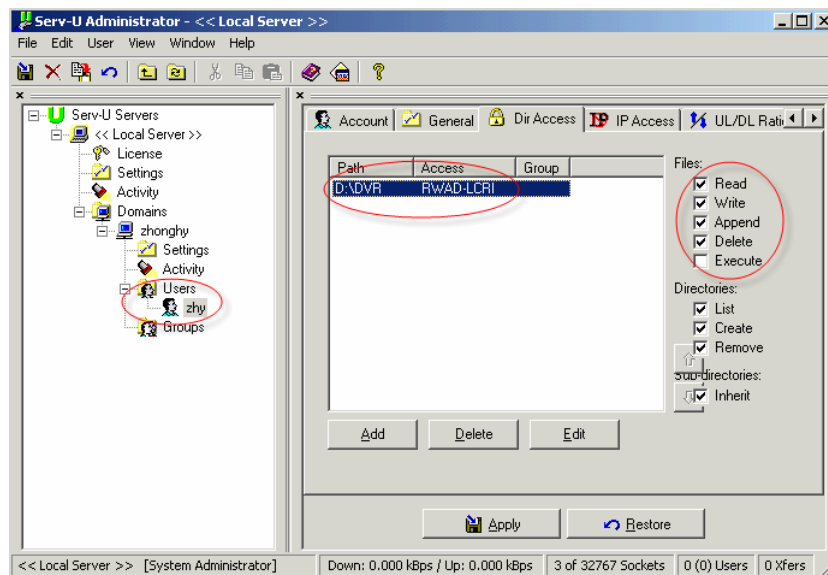 Serv-U Administrator - << Local Server >>
File Edit User View Window Help
Serv-U Servers
<< Local Server >>
License
Settings
Activity
Domains
zhonghy
Settings
Activity
Users
zhy
Groups
Account General Dir Access IP Access UL/DL Rati
Path Access Group
D:\DVR RWAD-LCRI
Files:
Read
Write
Append
Delete
Execute
Directories:
List
Create
Remove
Sub-directories:
Inherit
Add Delete Edit
Apply Restore
<< Local Server >> [System Administrator] Down: 0.000 kBps / Up: 0.000 kBps 3 of 32767 Sockets 0 (0) Users 0 Xfers